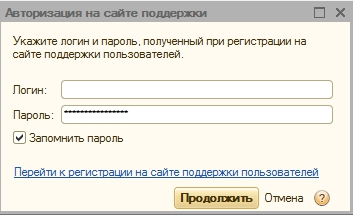 Авторизация на сайте поддержки
Укажите логин и пароль, полученный при регистрации на
сайте поддержки пользователей.
Логин:
Пароль: ****************
Запомнить пароль
Перейти к регистрации на сайте поддержки пользователей
Продолжить Отмена ?